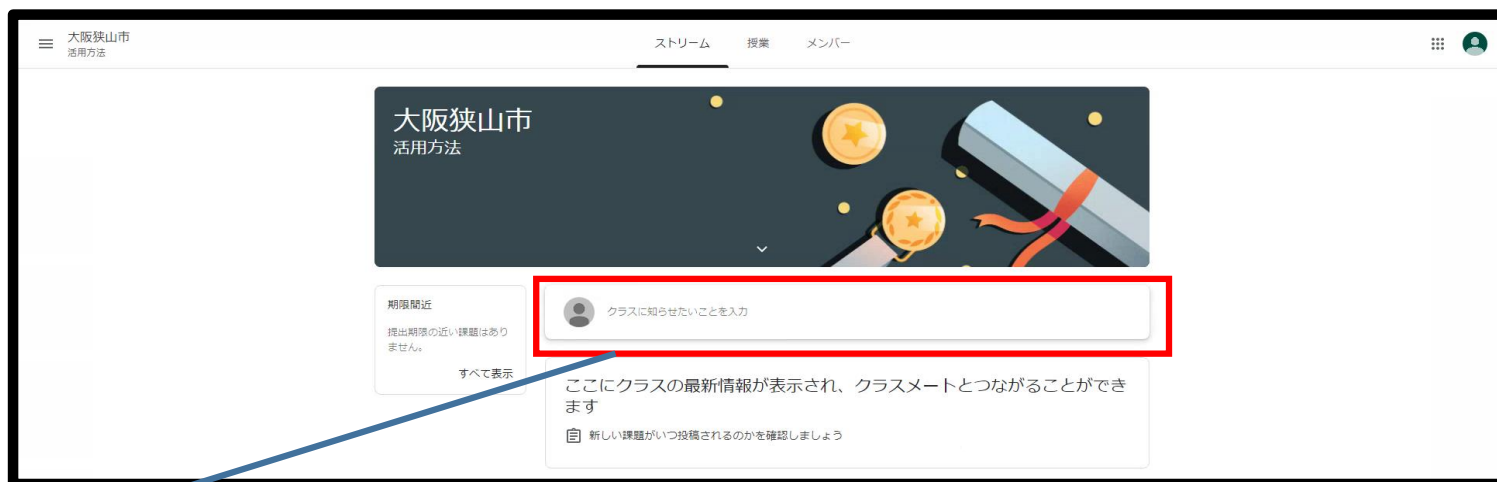 大阪狭山市
活用方法
ストリーム 授業 メンバー
大阪狭山市
活用方法
期限間近
提出期限の近い課題はあり
ません。
すべて表示
クラスに知らせたいことを入力
ここにクラスの最新情報が表示され、クラスメートとつながることができ
ます
新しい課題がいつ投稿されるのかを確認しましょう